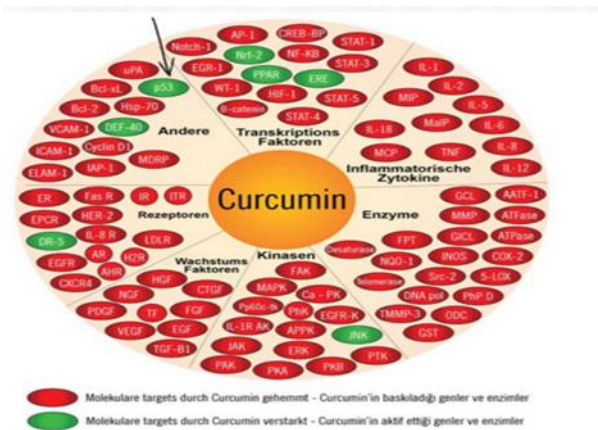 AP-1
CREB-BP
Notch-1
Nrf-2
NF-KB
STAT-1
EGR-1
PPAR
ERE
STAT-3
WT-1
HIF-1
STAT-5
B-catenin
STAT-4
Transkriptions
Faktoren
IL-1
IL-2
MIP
IL-5
IL-18
MaIP
IL-6
MCP
TNF
IL-8
IL-12
Inflammatorische
Zytokine
uPA
Bcl-xL
p53
Bcl-2
Hsp-70
VCAM-1
DEF-40
ICAM-1
Cyclin D1
ELAM-1
IAP-1
MDRP
Andere
Curcumin
ER
Fas R
IR
ITR
EPCR
HER-2
Rezeptoren
DR-5
IL-8 R
LDLR
EGFR
AR
H2R
AHR
CXCR4
Enzyme
GCL
AATF-1
MMP
ATFase
FPT
GICL
ATPase
Desaturase
NQO-1
INOS
COX-2
Telomerase
Src-2
5-LOX
DNA pol
PhP D
TMMP-3
ODC
GST
Wachstums
Faktoren
HGF
CTGF
NGF
PDGF
TF
FGF
VEGF
EGF
TGF-B1
Kinasen
FAK
MAPK
Ca - PK
Pp60c-tk
PhK
EGFR-K
IL-1R AK
APPK
JNK
JAK
ERK
PTK
PAK
PKA
PKB
Molekulare targets durch Curcumin gehemmt - Curcumin'in baskıladığı genler ve enzimler
Molekulare targets durch Curcumin verstarkt - Curcumin'in aktif ettiği genler ve enzimler